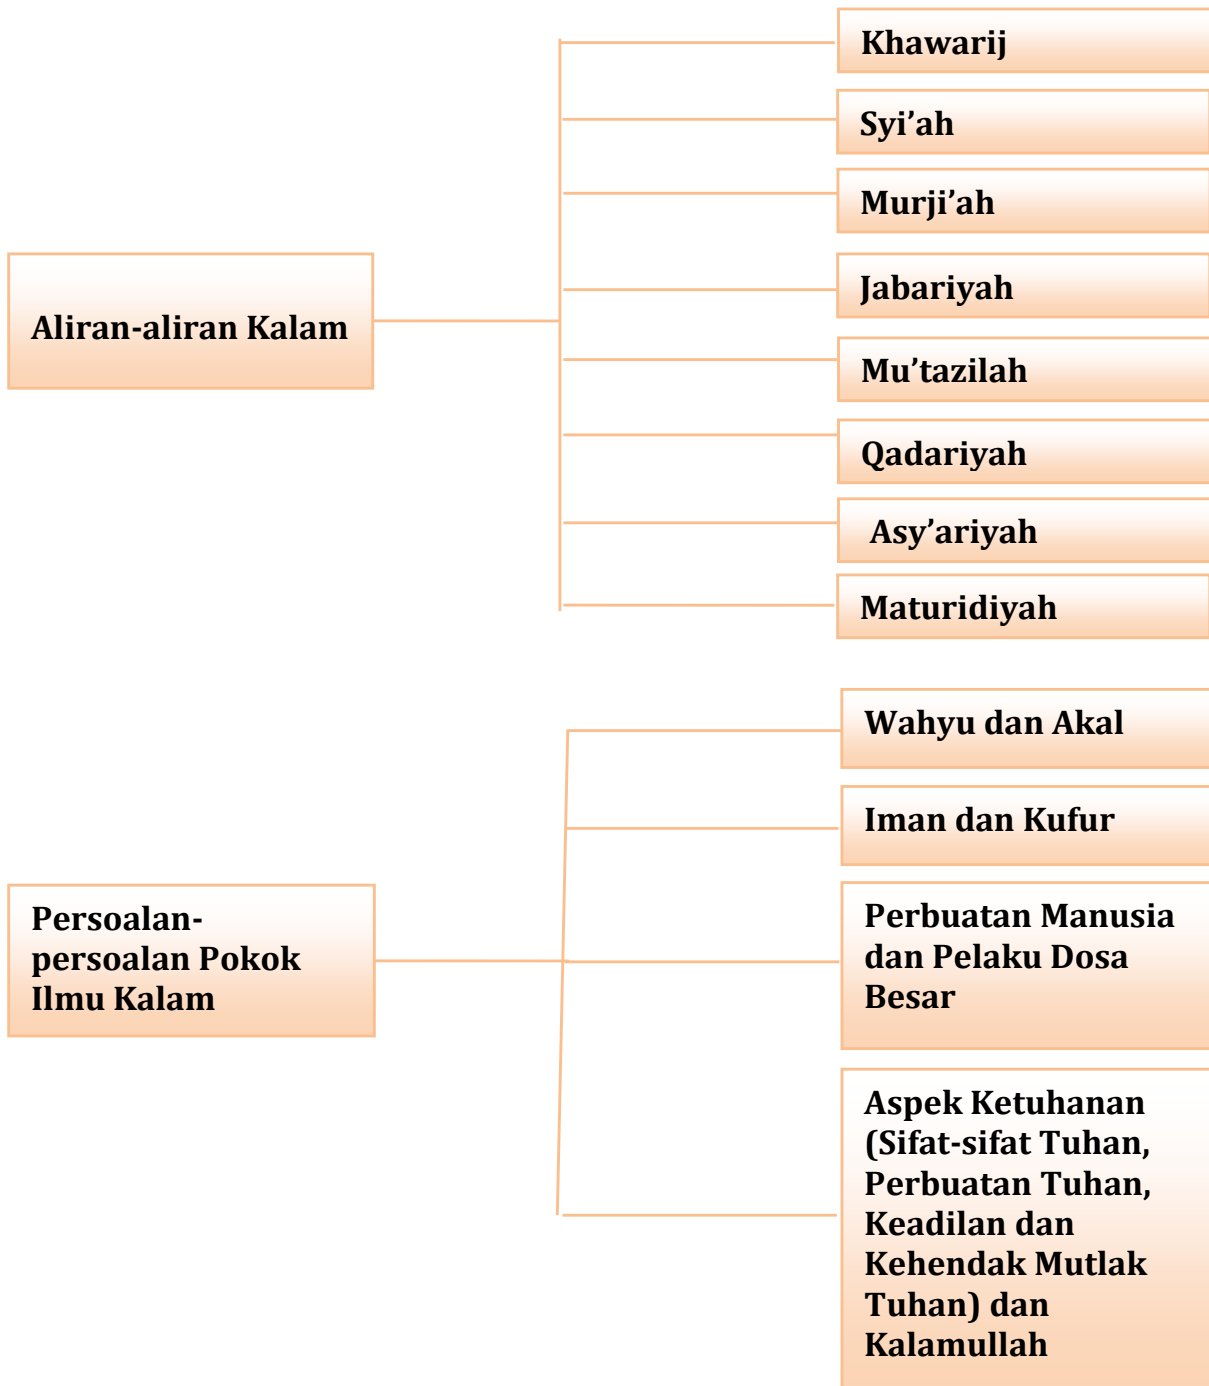 Aliran-aliran Kalam
Khawarij
Syi’ah
Murji’ah
Jabariyah
Mu’tazilah
Qadariyah
Asy’ariyah
Maturidiyah
Persoalan-
persoalan Pokok
Ilmu Kalam
Wahyu dan Akal
Iman dan Kufur
Perbuatan Manusia
dan Pelaku Dosa
Besar
Aspek Ketuhanan
(Sifat-sifat Tuhan,
Perbuatan Tuhan,
Keadilan dan
Kehendak Mutlak
Tuhan) dan
Kalamullah